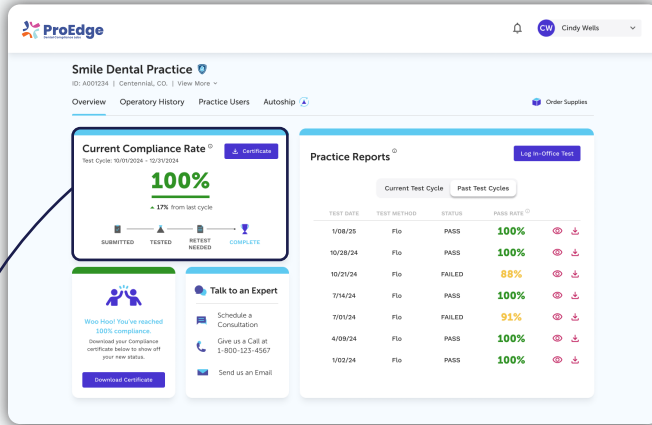 ProEdge
Dental Compliance Labs
CW Cindy Wells
Smile Dental Practice
ID: A001234 | Centennial, CO. | View More
Overview Operatory History Practice Users Autoship
Order Supplies
Current Compliance Rate
Certificate
Test Cycle: 10/01/2024 - 12/31/2024
100%
17% from last cycle
SUBMITTED TESTED RETEST NEEDED COMPLETE
Woo Hoo! You've reached
100% compliance.
Download your Compliance
certificate below to show off
your new status.
Download Certificate
Talk to an Expert
Schedule a
Consultation
Give us a Call at
1-800-123-4567
Send us an Email
Practice Reports
Log In-Office Test
Current Test Cycle Past Test Cycles
TEST DATE TEST METHOD STATUS PASS RATE
1/08/25 Flo PASS 100%
10/28/24 Flo PASS 100%
10/21/24 Flo FAILED 88%
7/14/24 Flo PASS 100%
7/01/24 Flo FAILED 91%
4/09/24 Flo PASS 100%
1/02/24 Flo PASS 100%